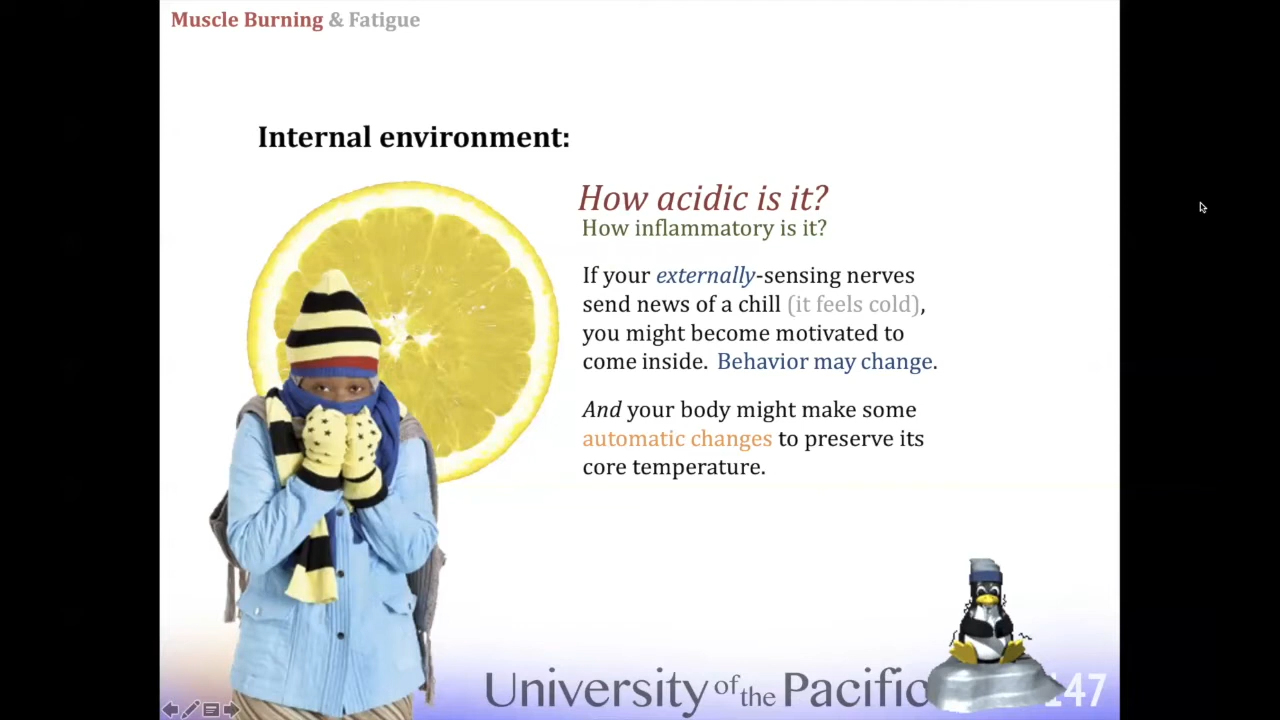 Muscle Burning & Fatigue
Internal environment:
How acidic is it?
How inflammatory is it?
If your externally-sensing nerves
send news of a chill (it feels cold),
you might become motivated to
come inside. Behavior may change.
And your body might make some
automatic changes to preserve its
core temperature.
University of the Pacific
147